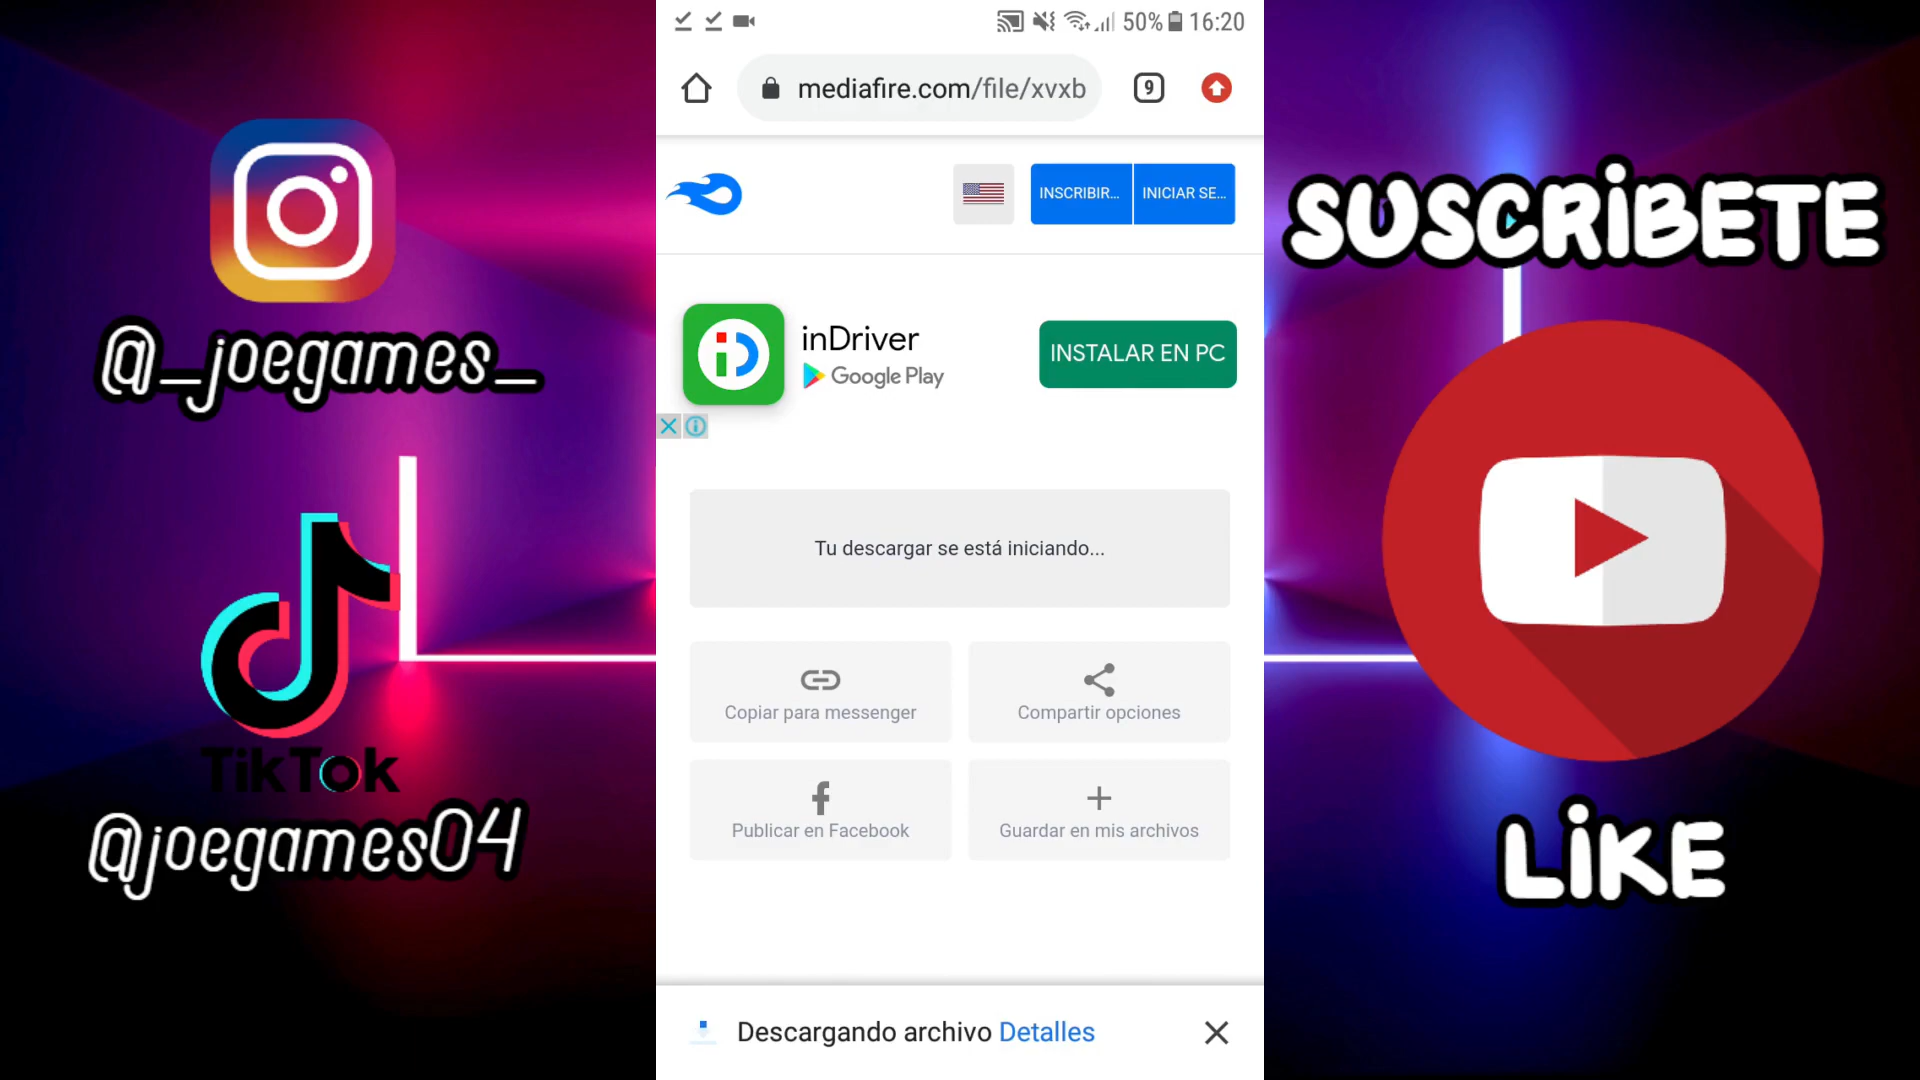 50% 16:20
mediafire.com/file/xvxb
9
INSCRIBIR... INICIAR SE...
inDriver
Google Play
INSTALAR EN PC
Tu descargar se está iniciando...
Copiar para messenger
Compartir opciones
Publicar en Facebook
Guardar en mis archivos
Descargando archivo Detalles
@_joegames_
TikTok
@joegames04
SUSCRIBETE
LIKE